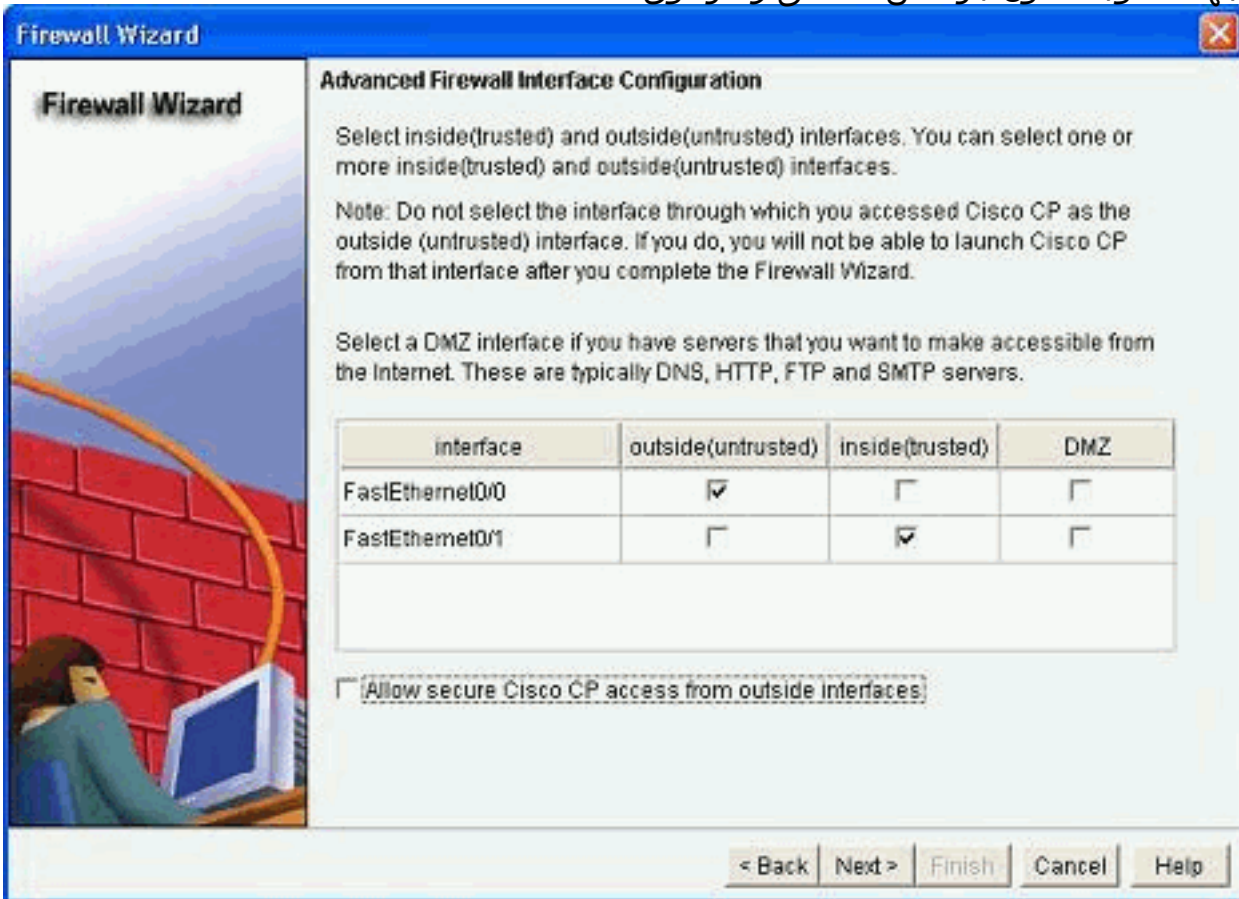 Firewall Wizard
Firewall Wizard
Advanced Firewall Interface Configuration
Select inside(trusted) and outside(untrusted) interfaces. You can select one or
more inside(trusted) and outside(untrusted) interfaces.
Note: Do not select the interface through which you accessed Cisco CP as the
outside (untrusted) interface. If you do, you will not be able to launch Cisco CP
from that interface after you complete the Firewall Wizard.
Select a DMZ interface if you have servers that you want to make accessible from
the Internet. These are typically DNS, HTTP, FTP and SMTP servers.
interface outside(untrusted) inside(trusted) DMZ
FastEthernet0/0
FastEthernet0/1
Allow secure Cisco CP access from outside interfaces
< Back Next > Finish Cancel Help